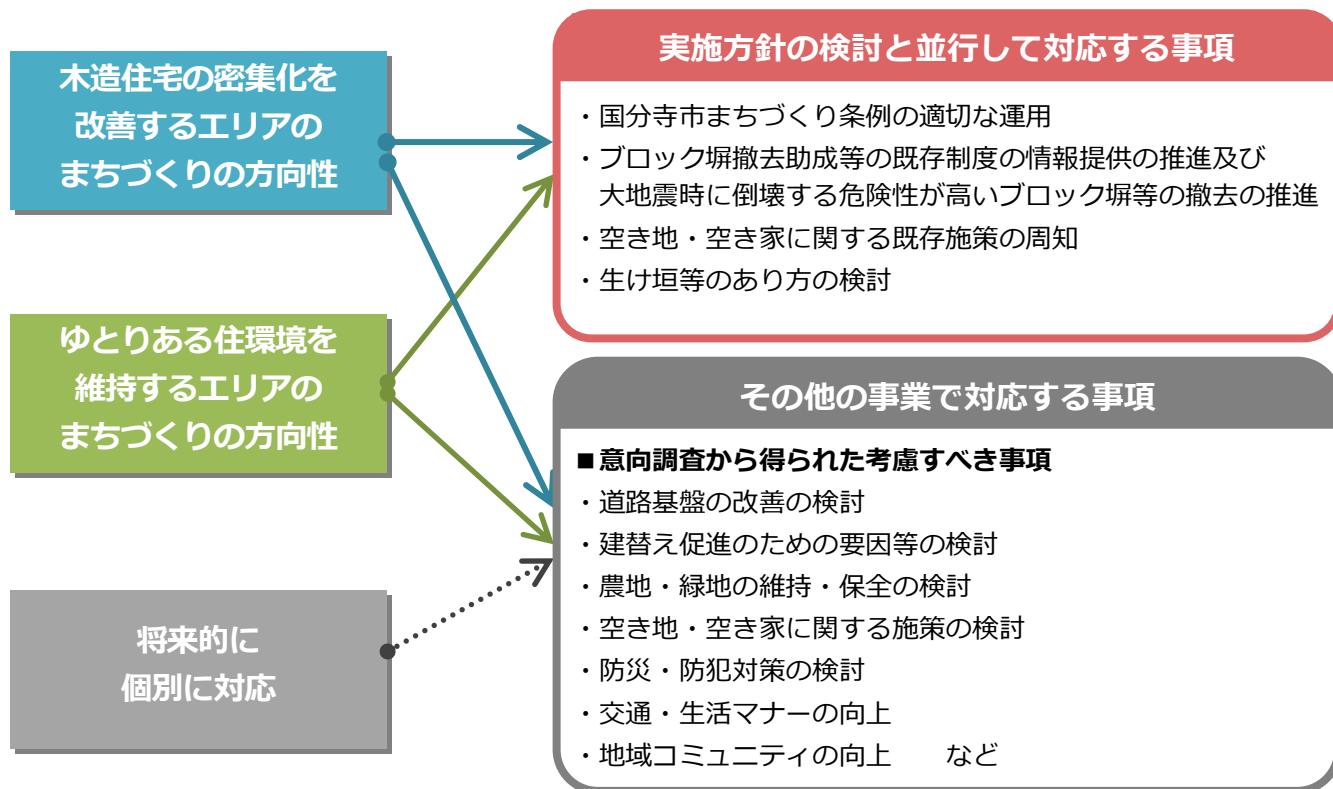 木造住宅の密集化を
改善するエリアの
まちづくりの方向性
ゆとりある住環境を
維持するエリアの
まちづくりの方向性
将来的に
個別に対応
実施方針の検討と並行して対応する事項
・国分寺市まちづくり条例の適切な運用
・ブロック塀撤去助成等の既存制度の情報提供の推進及び
大地震時に倒壊する危険性が高いブロック塀等の撤去の推進
・空き地・空き家に関する既存施策の周知
・生け垣等のあり方の検討
その他の事業で対応する事項
■意向調査から得られた考慮すべき事項
・道路基盤の改善の検討
・建替え促進のための要因等の検討
・農地・緑地の維持・保全の検討
・空き地・空き家に関する施策の検討
・防災・防犯対策の検討
・交通・生活マナーの向上
・地域コミュニティの向上　　など